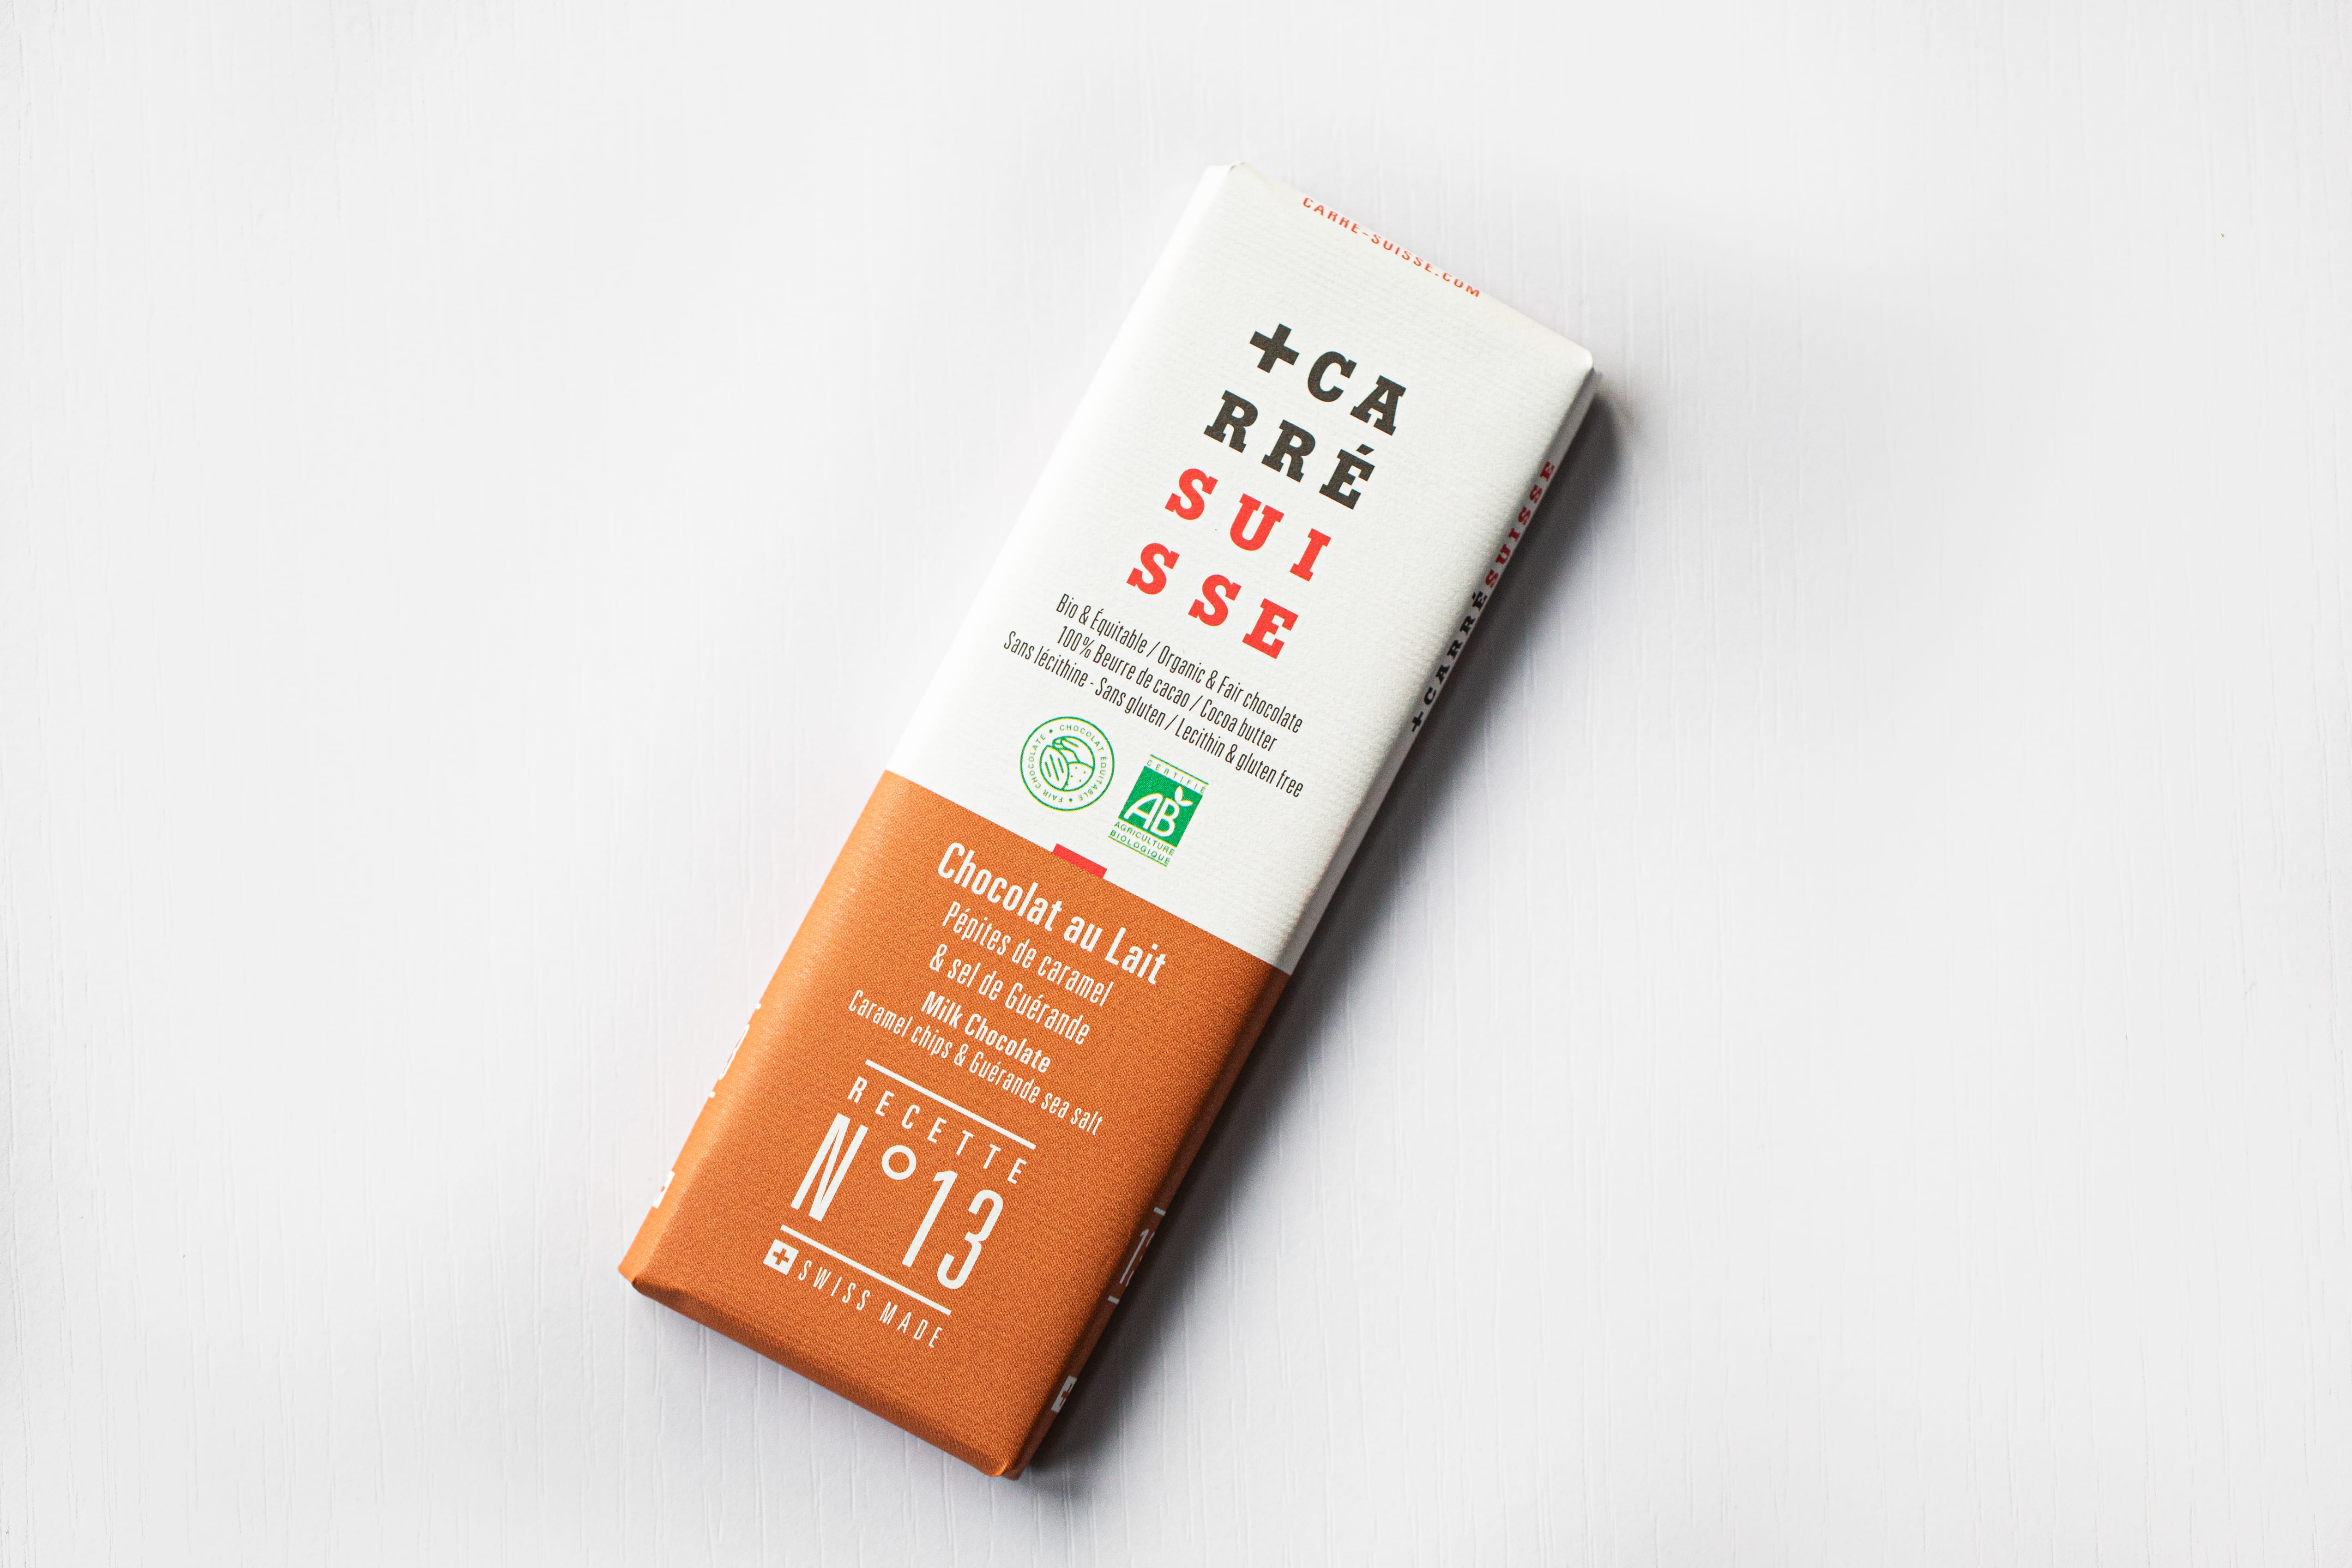 CARRE-SUISSE.COM
+CA
RRÉ
SUI
SSE
Bio & Équitable / Organic & Fair chocolate
100% Beurre de cacao / Cocoa butter
Sans lécithine - Sans gluten / Lecithin & gluten free
CHOCOLAT EQUITABLE • FAIR CHOCOLATE •
CERTIFIÉ
AB
AGRICULTURE
BIOLOGIQUE
Chocolat au Lait
Pépites de caramel
& sel de Guérande
Milk Chocolate
Caramel chips & Guérande sea salt
RECETTE
N°13
SWISS MADE
+CARRÉSUISSE